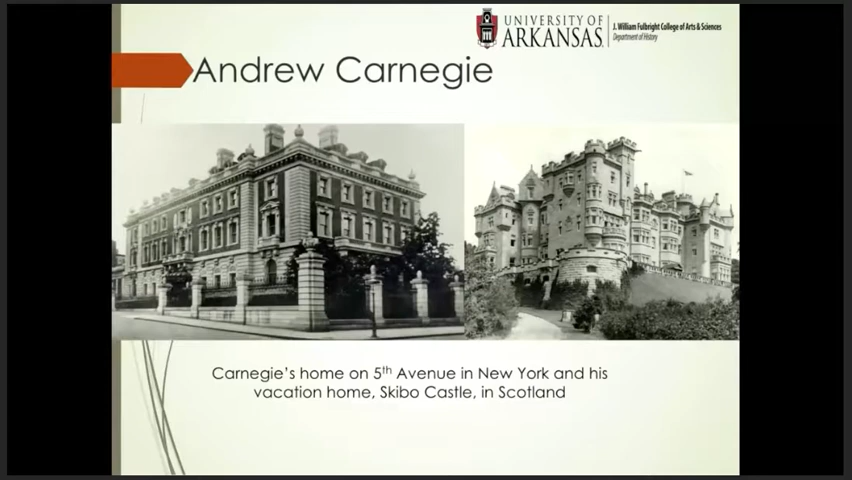 UNIVERSITY OF
ARKANSAS
J. William Fulbright College of Arts & Sciences
Department of History
Andrew Carnegie
Carnegie's home on 5th Avenue in New York and his
vacation home, Skibo Castle, in Scotland